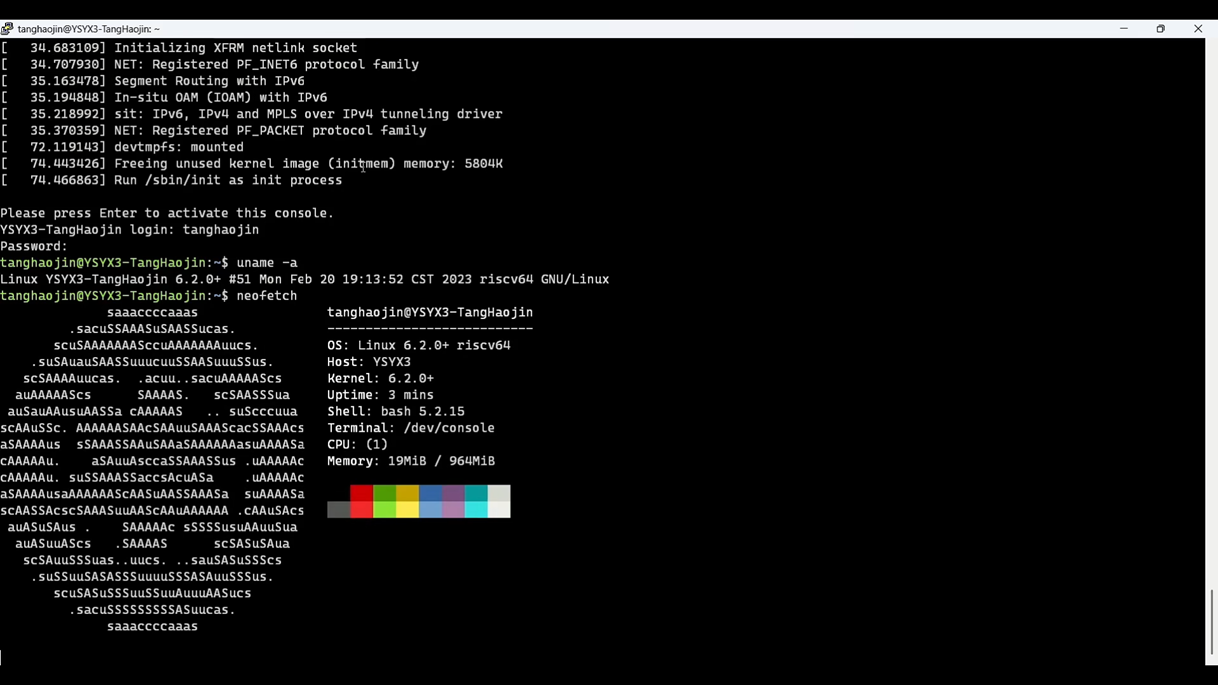 tanghaojin@YSYX3-TangHaojin: ~
[   34.683109] Initializing XFRM netlink socket
[   34.707930] NET: Registered PF_INET6 protocol family
[   35.163478] Segment Routing with IPv6
[   35.194848] In-situ OAM (IOAM) with IPv6
[   35.218992] sit: IPv6, IPv4 and MPLS over IPv4 tunneling driver
[   35.370359] NET: Registered PF_PACKET protocol family
[   72.119143] devtmpfs: mounted
[   74.443426] Freeing unused kernel image (initmem) memory: 5804K
[   74.466863] Run /sbin/init as init process
Please press Enter to activate this console.
YSYX3-TangHaojin login: tanghaojin
Password:
tanghaojin@YSYX3-TangHaojin:~$ uname -a
Linux YSYX3-TangHaojin 6.2.0+ #51 Mon Feb 20 19:13:52 CST 2023 riscv64 GNU/Linux
tanghaojin@YSYX3-TangHaojin:~$ neofetch
              saaaccccaaas                 tanghaojin@YSYX3-TangHaojin
         .sacuSSAAASuSAASSucas.            ---------------------------
       scuSAAAAAAASccuAAAAAAAuucs.         OS: Linux 6.2.0+ riscv64
    .suSAuauSAASSuuucuuSSAASuuuSSus.       Host: YSYX3
   scSAAAAuucas.  .acuu..sacuAAAAAScs      Kernel: 6.2.0+
  auAAAAAScs      SAAAAS.   scSAASSSua     Uptime: 3 mins
 auSauAAusuAASSa cAAAAAS   .. suScccuua    Shell: bash 5.2.15
scAAuSSc. AAAAAASAAcSAAuuSAAAScacSSAAAcs   Terminal: /dev/console
aSAAAAus  sSAAASSAAuSAAaSAAAAAAasuAAAASa   CPU: (1)
cAAAAAu.    aSAuuAsccaSSAAASSus .uAAAAAc   Memory: 19MiB / 964MiB
cAAAAAu. suSSAAASSaccsAcuASa    .uAAAAAc
aSAAAAusaAAAAAAScAASuAASSAAASa  suAAAASa
scAASSAcscSAAASuuAAScAAuAAAAAA .cAAuSAcs
 auASuSAus .    SAAAAAc sSSSSusuAAuuSua
  auASuuAScs   .SAAAAS      scSASuSAua
   scSAuuSSSuas..uucs. ..sauSASuSSScs
    .suSSuuSASASSSuuuuSSSASAuuSSSus.
       scuSASuSSSuuSSuuAuuuAASucs
         .sacuSSSSSSSSSASuucas.
              saaaccccaaas